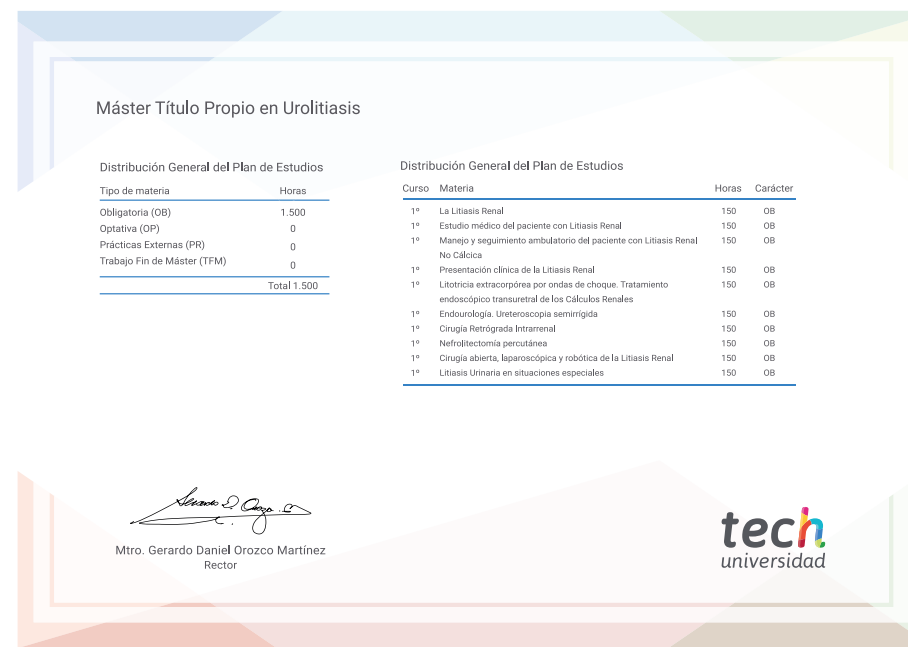 Máster Título Propio en Urolitiasis
Distribución General del Plan de Estudios
Tipo de materia Horas
Obligatoria (OB) 1.500
Optativa (OP) 0
Prácticas Externas (PR) 0
Trabajo Fin de Máster (TFM) 0
Total 1.500
Distribución General del Plan de Estudios
Curso Materia Horas Carácter
1º La Litiasis Renal 150 OB
1º Estudio médico del paciente con Litiasis Renal 150 OB
1º Manejo y seguimiento ambulatorio del paciente con Litiasis Renal 150 OB
No Cálcica
1º Presentación clínica de la Litiasis Renal 150 OB
1º Litotricia extracorpórea por ondas de choque. Tratamiento 150 OB
endoscópico transuretral de los Cálculos Renales
1º Endourología. Ureteroscopia semirrígida 150 OB
1º Cirugía Retrógrada Intrarrenal 150 OB
1º Nefrolitectomía percutánea 150 OB
1º Cirugía abierta, laparoscópica y robótica de la Litiasis Renal 150 OB
1º Litiasis Urinaria en situaciones especiales 150 OB
Mtro. Gerardo Daniel Orozco Martínez
Rector
tech
universidad